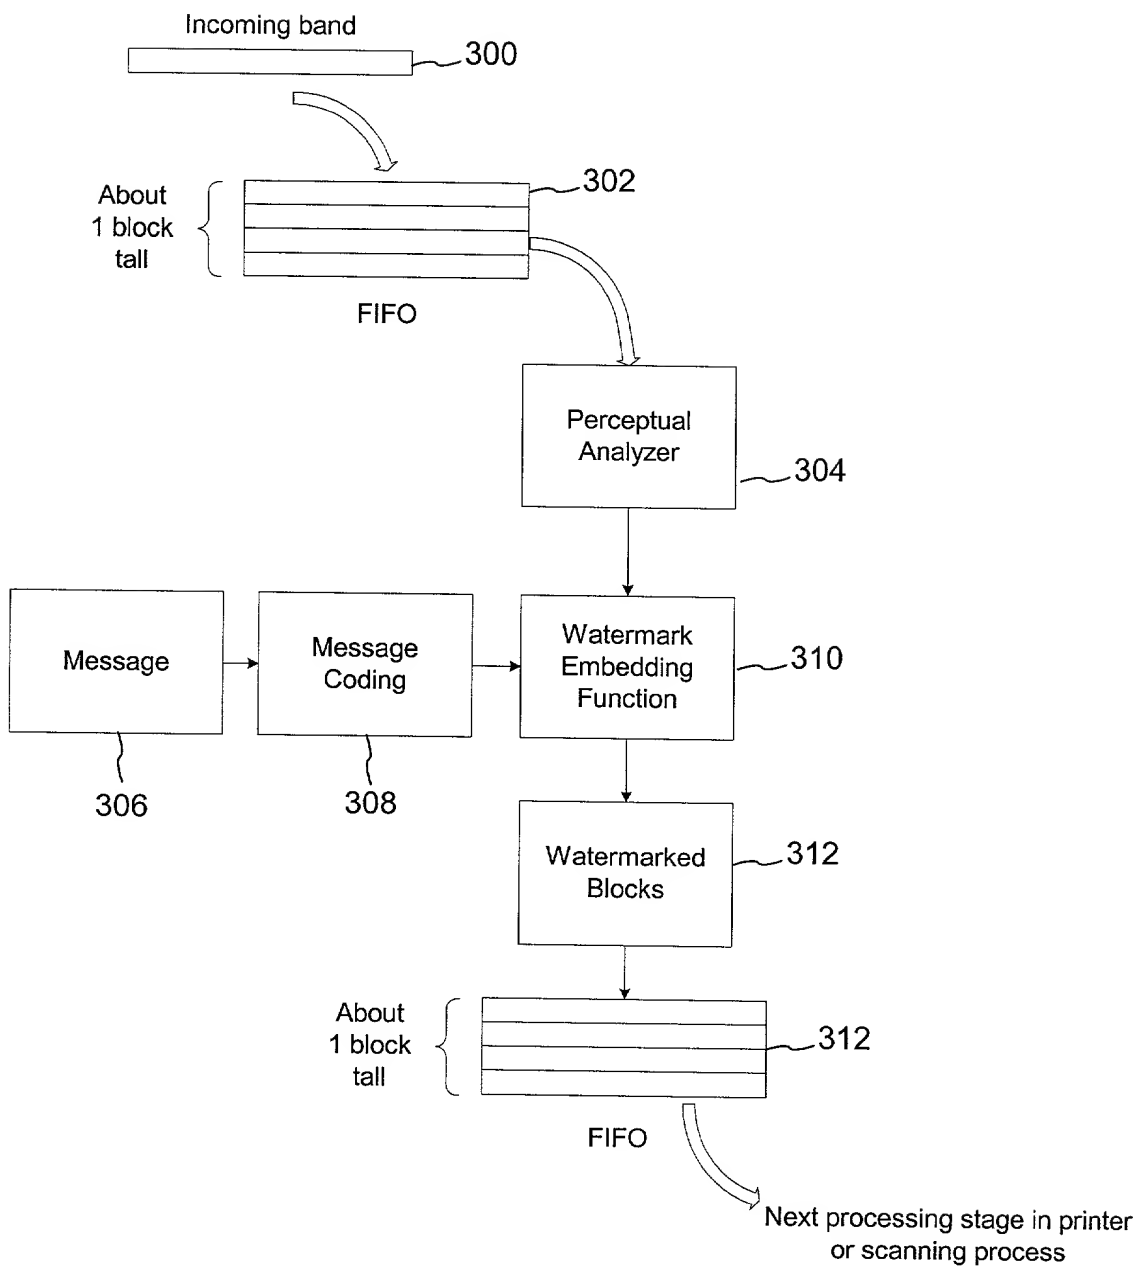 Incoming band
300
302
About
1 block
tall
FIFO
Perceptual
Analyzer
304
Message
306
Message
Coding
308
Watermark
Embedding
Function
310
Watermarked
Blocks
312
About
1 block
tall
312
FIFO
Next processing stage in printer
or scanning process